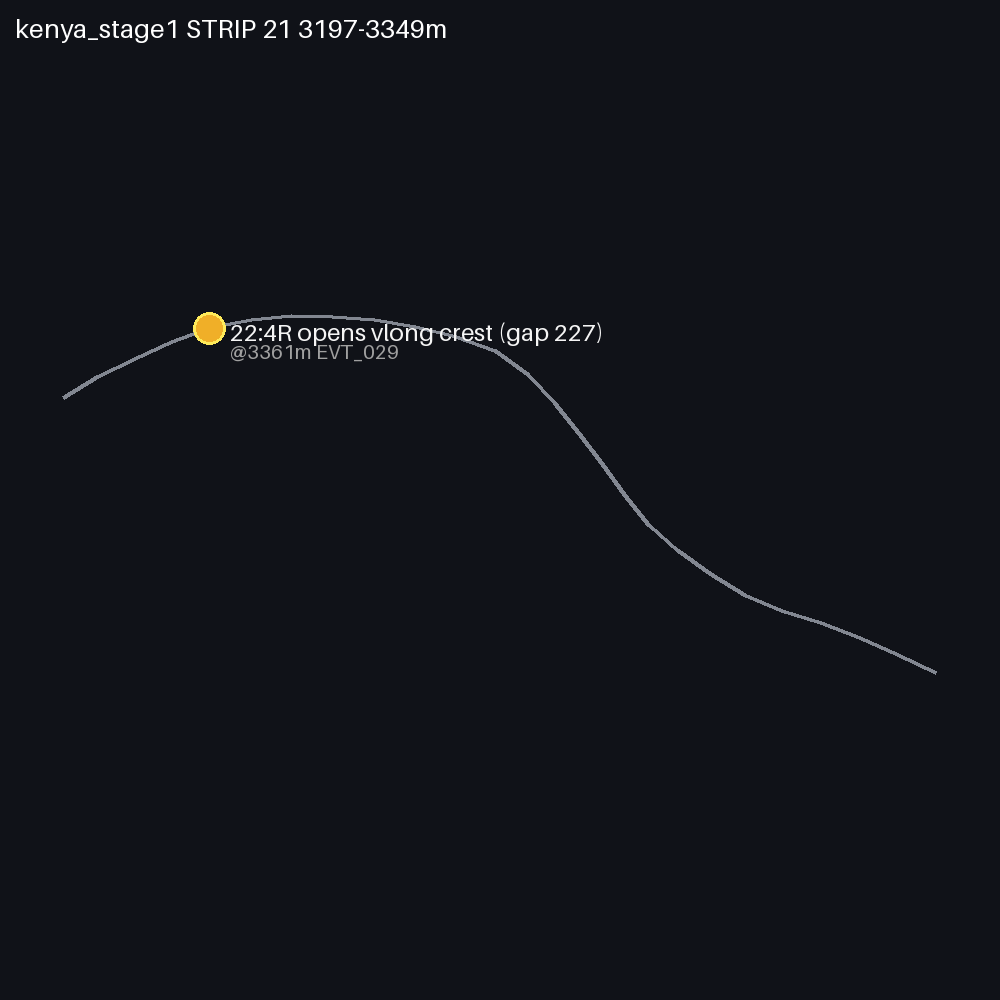 kenya_stage1 STRIP 21 3197-3349m
22:4R opens vlong crest (gap 227)
@3361m EVT_029